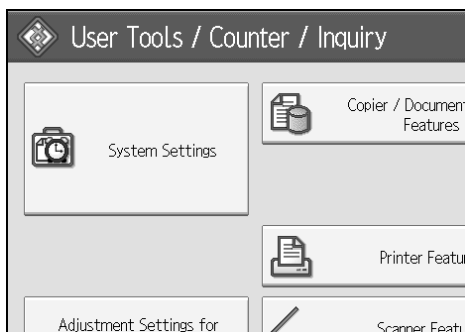 User Tools / Counter / Inquiry
System Settings
Copier / Document
Features
Printer Featu
Adjustment Settings for
Scanner Featu